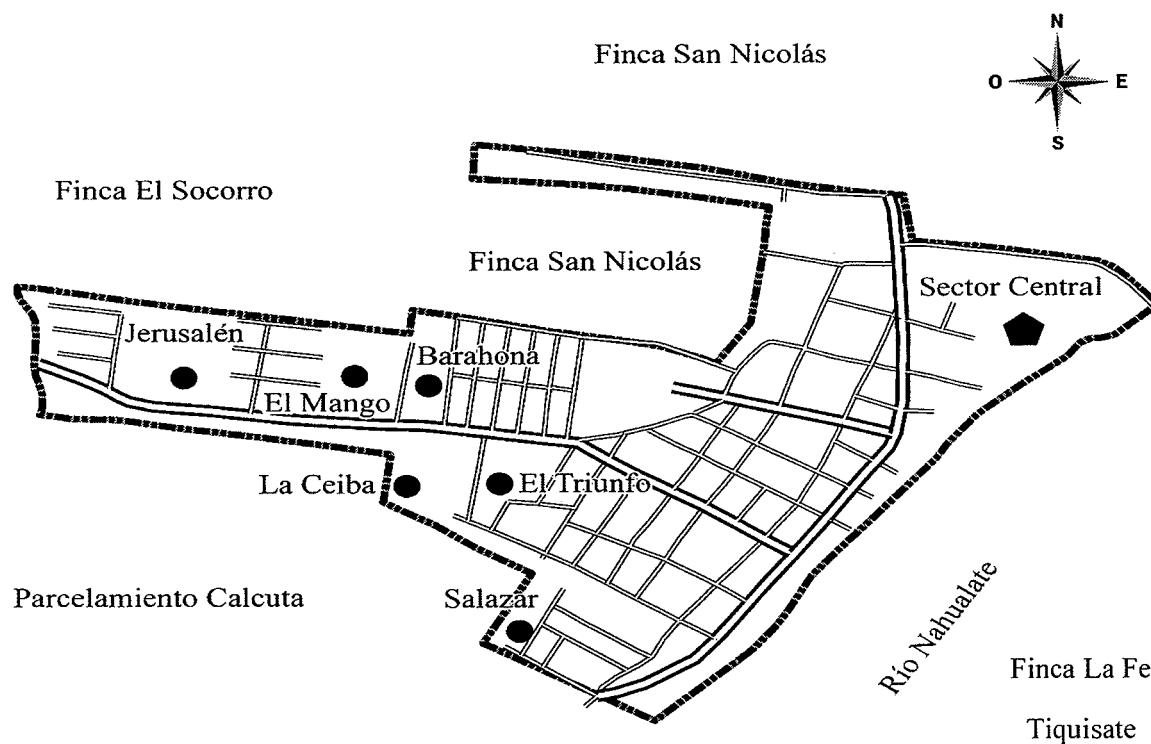 N
Finca San Nicolás
O
E
S
Finca El Socorro
Finca San Nicolás
Sector Central
Jerusalén
Barahona
El Mango
La Ceiba
El Triunfo
Parcelamiento Calcuta
Salazar
Río Nahualate
Finca La Fe
Tiquisate